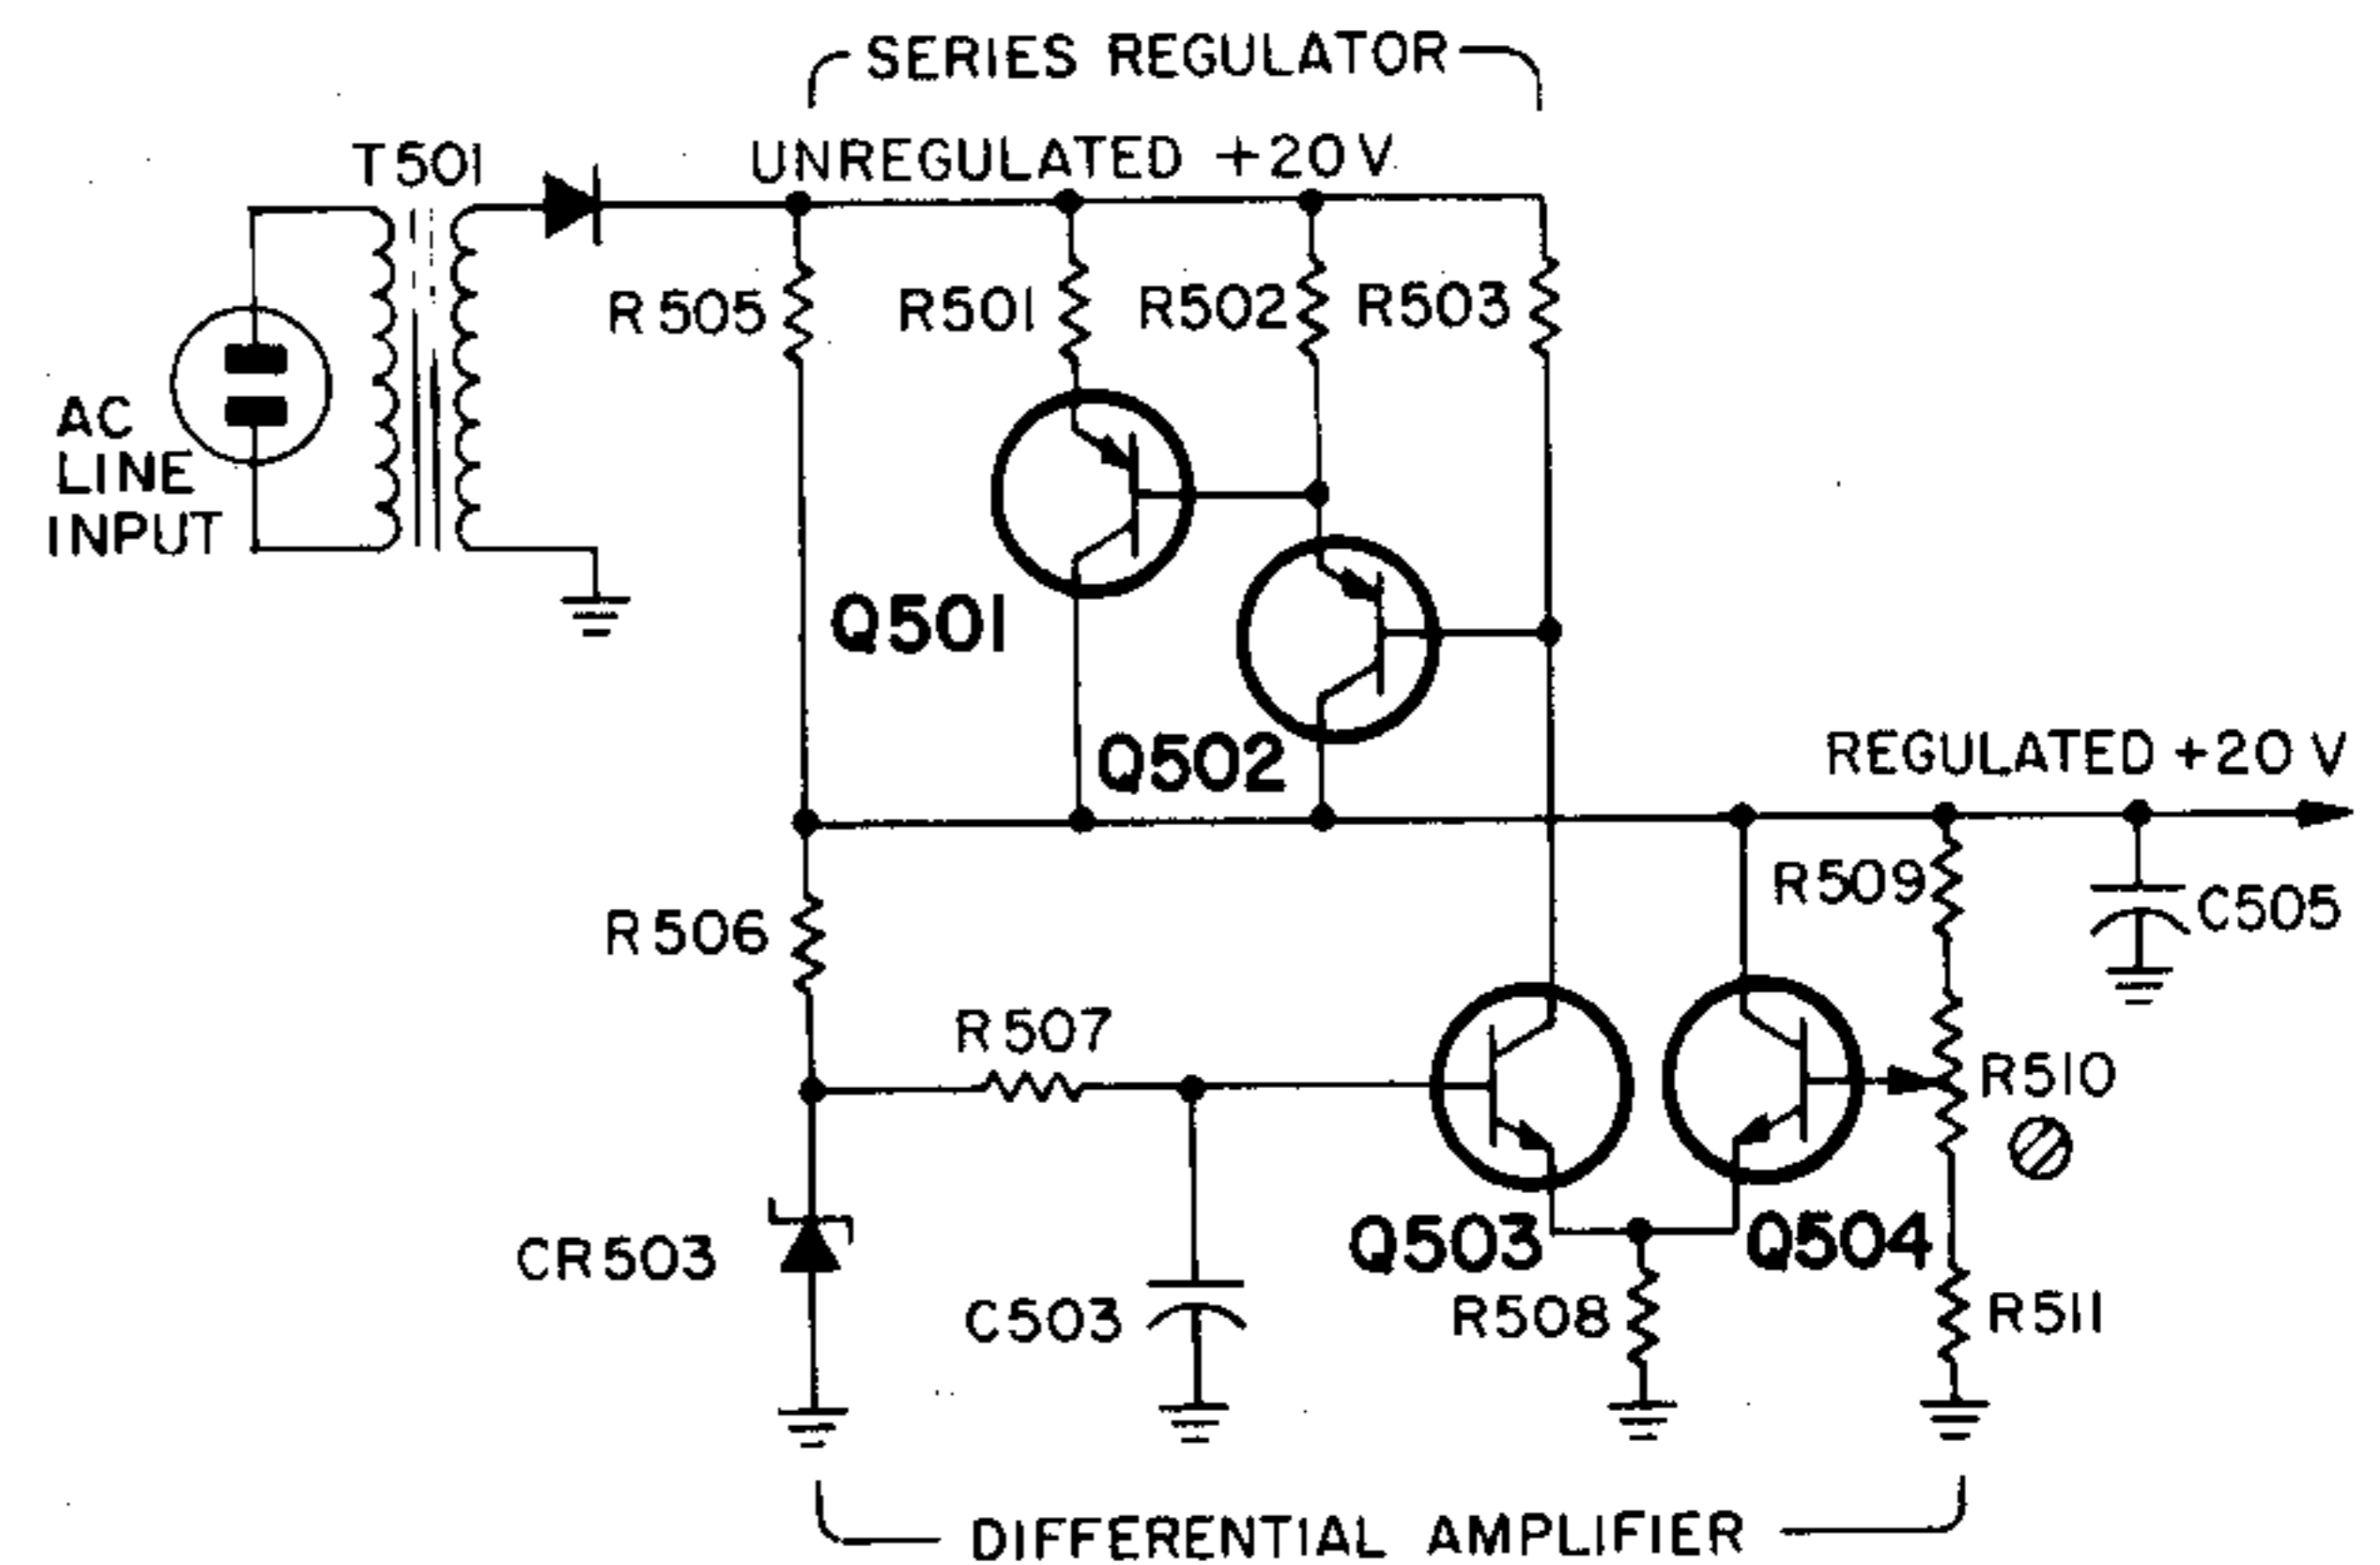 SERIES REGULATOR
UNREGULATED +20 V
T501
R505
R501
R502
R503
AC
LINE
INPUT
Q501
Q502
REGULATED +20 V
R509
C505
R506
R507
R510
CR503
C503
Q503
Q504
R508
R511
DIFFERENTIAL AMPLIFIER